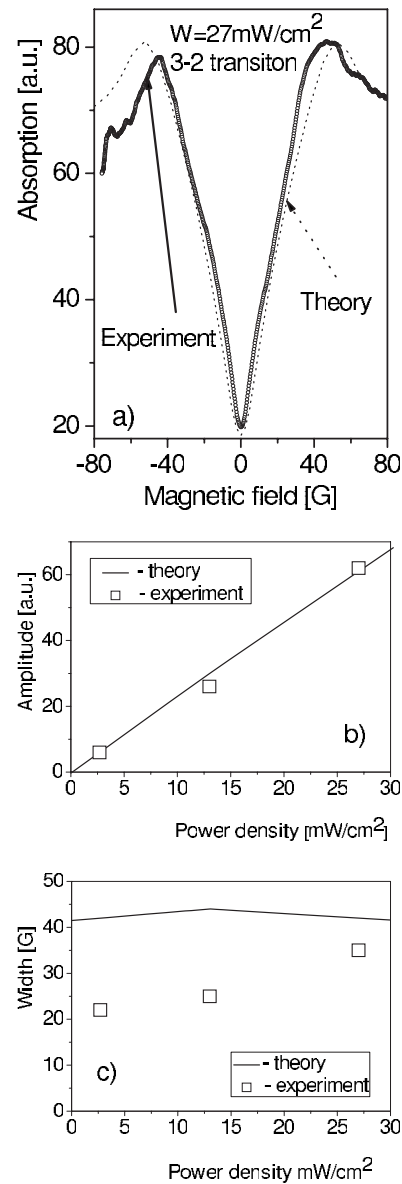 W=27mW/cm2
3-2 transiton
Absorption [a.u.]
80
60
40
20
Experiment
Theory
a)
-80 -40 0 40 80
Magnetic field [G]
Amplitude [a.u.]
60
40
20
0
- theory
- experiment
b)
0 5 10 15 20 25 30
Power density [mW/cm2]
Width [G]
50
40
30
20
10
0
c)
- theory
- experiment
0 5 10 15 20 25 30
Power density mW/cm2